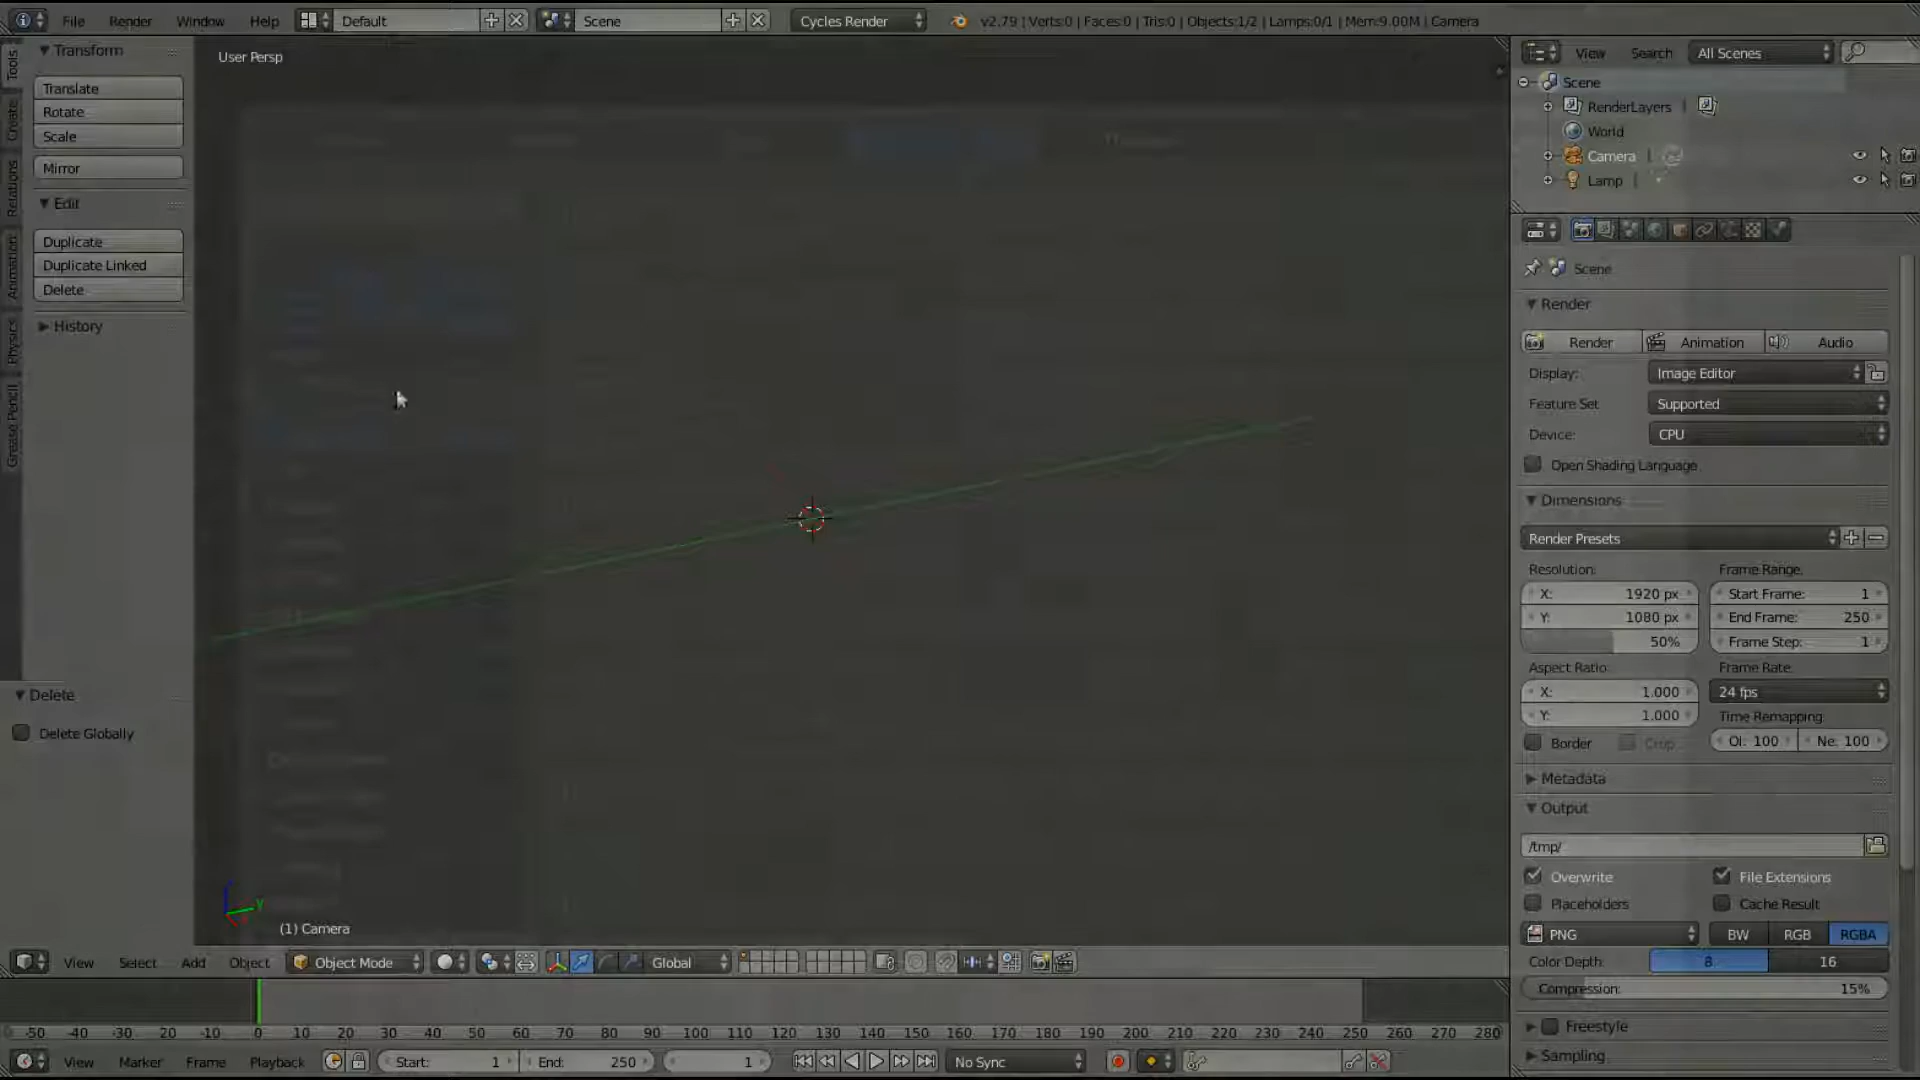 File Render Window Help Default Scene Cycles Render v2.79 | Verts:0 | Faces:0 | Tris:0 | Objects:1/2 | Lamps:0/1 | Mem:9.00M | Camera
Tools
Create
Relations
Animation
Physics
Grease Pencil
Transform
Translate
Rotate
Scale
Mirror
Edit
Duplicate
Duplicate Linked
Delete
History
Delete
Delete Globally
User Persp
Y
(1) Camera
View Select Add Object Object Mode Global
-50 -40 -30 -20 -10 0 10 20 30 40 50 60 70 80 90 100 110 120 130 140 150 160 170 180 190 200 210 220 230 240 250 260 270 280
View Marker Frame Playback Start: 1 End: 250 1 No Sync
View Search All Scenes
Scene
RenderLayers
World
Camera
Lamp
Scene
Render
Render Animation Audio
Display: Image Editor
Feature Set Supported
Device: CPU
Open Shading Language
Dimensions
Render Presets
Resolution: Frame Range:
X: 1920 px Start Frame: 1
Y: 1080 px End Frame: 250
50% Frame Step: 1
Aspect Ratio: Frame Rate:
X: 1.000 24 fps
Y: 1.000 Time Remapping:
Border Crop Ol: 100 Ne: 100
Metadata
Output
/tmp/
Overwrite File Extensions
Placeholders Cache Result
PNG BW RGB RGBA
Color Depth: 8 16
Compression: 15%
Freestyle
Sampling